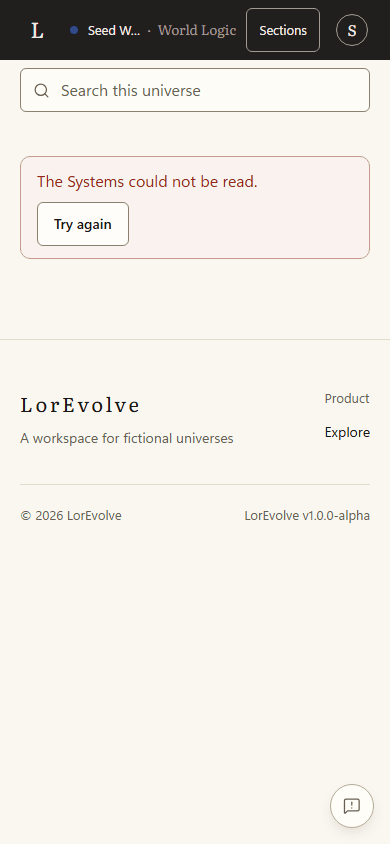 L
Seed W... · World Logic
Sections
S
Search this universe
The Systems could not be read.
Try again
LorEvolve
A workspace for fictional universes
Product
Explore
© 2026 LorEvolve
LorEvolve v1.0.0-alpha